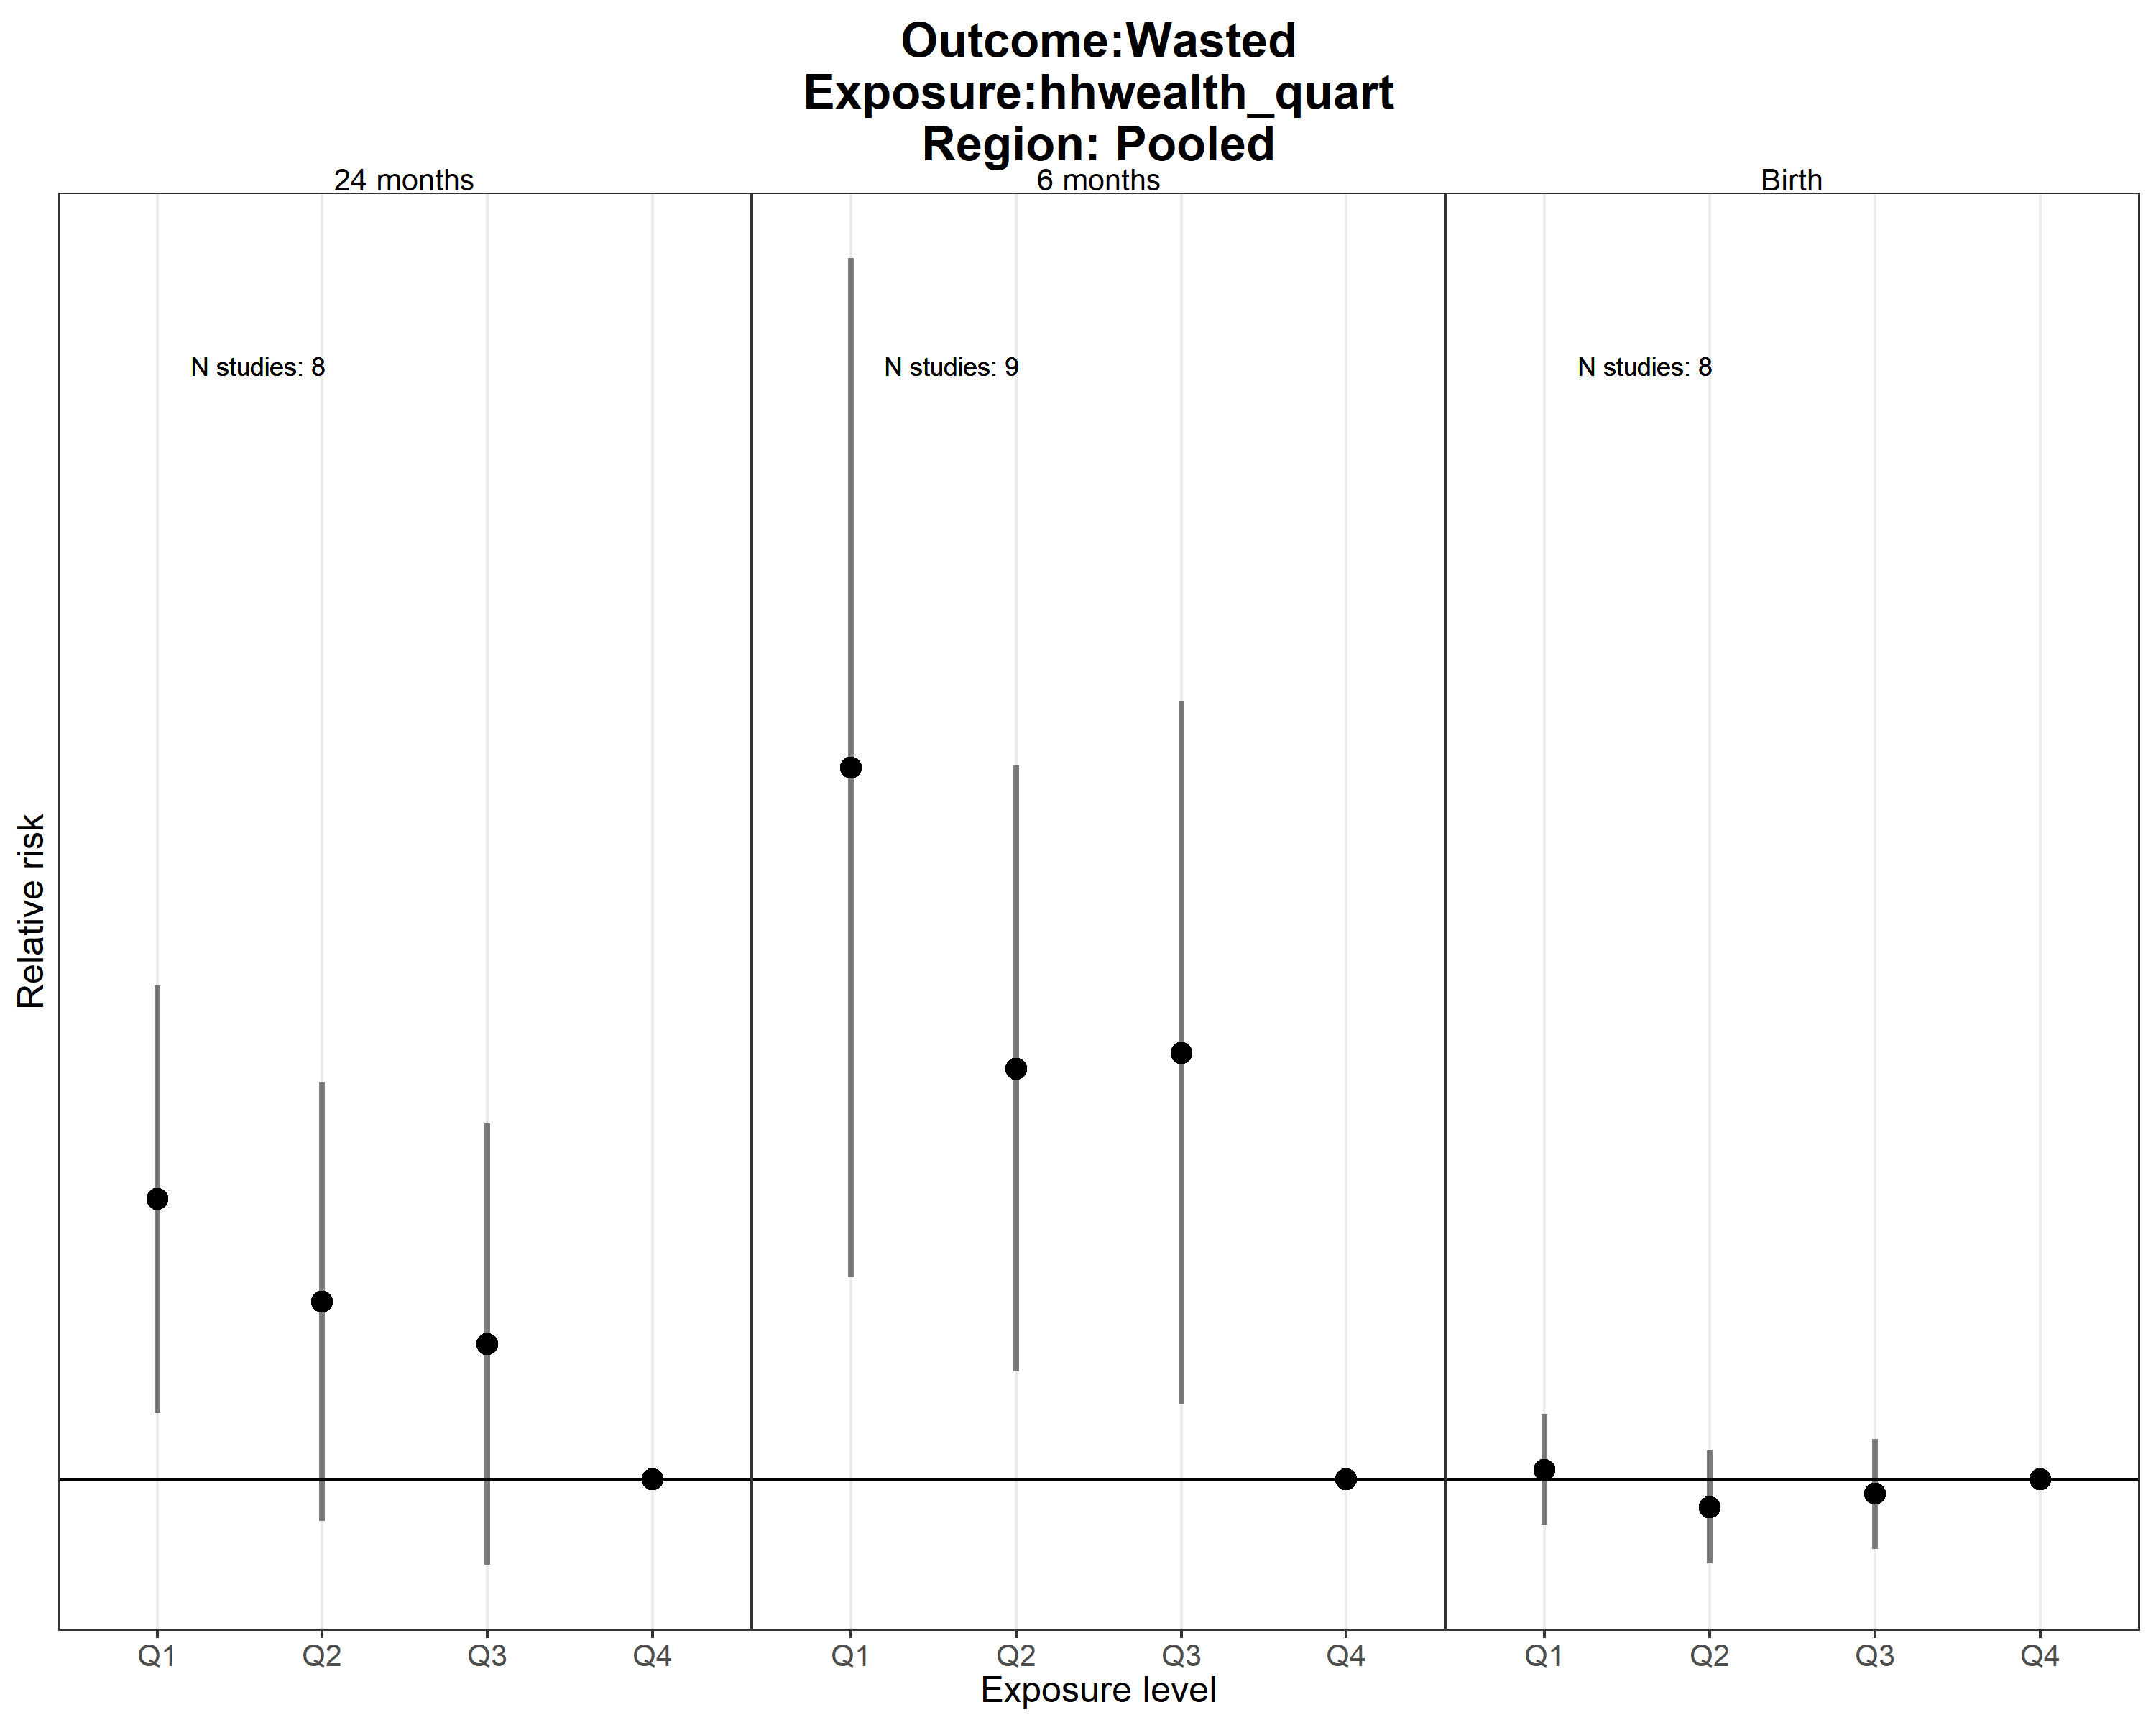 Outcome:Wasted
Exposure:hhwealth_quart
Region: Pooled
24 months
6 months
Birth
N studies: 8
N studies: 9
N studies: 8
Relative risk
Q1 Q2 Q3 Q4 Q1 Q2 Q3 Q4 Q1 Q2 Q3 Q4
Exposure level